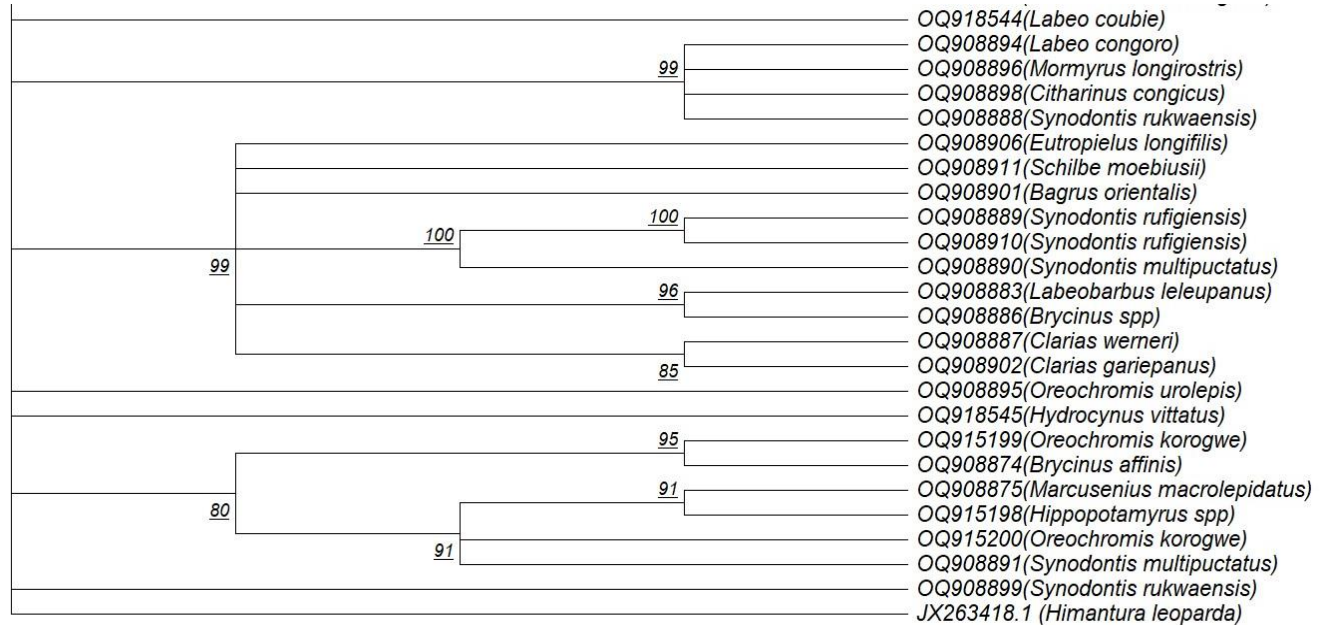 OQ918544(Labeo coubie)
OQ908894(Labeo congoro)
99
OQ908896(Mormyrus longirostris)
OQ908898(Citharinus congicus)
OQ908888(Synodontis rukwaensis)
OQ908906(Eutropielus longifilis)
OQ908911(Schilbe moebiusii)
OQ908901(Bagrus orientalis)
100
OQ908889(Synodontis rufigiensis)
100
OQ908910(Synodontis rufigiensis)
99
OQ908890(Synodontis multipuctatus)
96
OQ908883(Labeobarbus leleupanus)
OQ908886(Brycinus spp)
OQ908887(Clarias werneri)
85
OQ908902(Clarias gariepanus)
OQ908895(Oreochromis urolepis)
OQ918545(Hydrocynus vittatus)
95
OQ915199(Oreochromis korogwe)
OQ908874(Brycinus affinis)
91
OQ908875(Marcusenius macrolepidatus)
80
OQ915198(Hippopotamyrus spp)
OQ915200(Oreochromis korogwe)
91
OQ908891(Synodontis multipuctatus)
OQ908899(Synodontis rukwaensis)
JX263418.1 (Himantura leoparda)